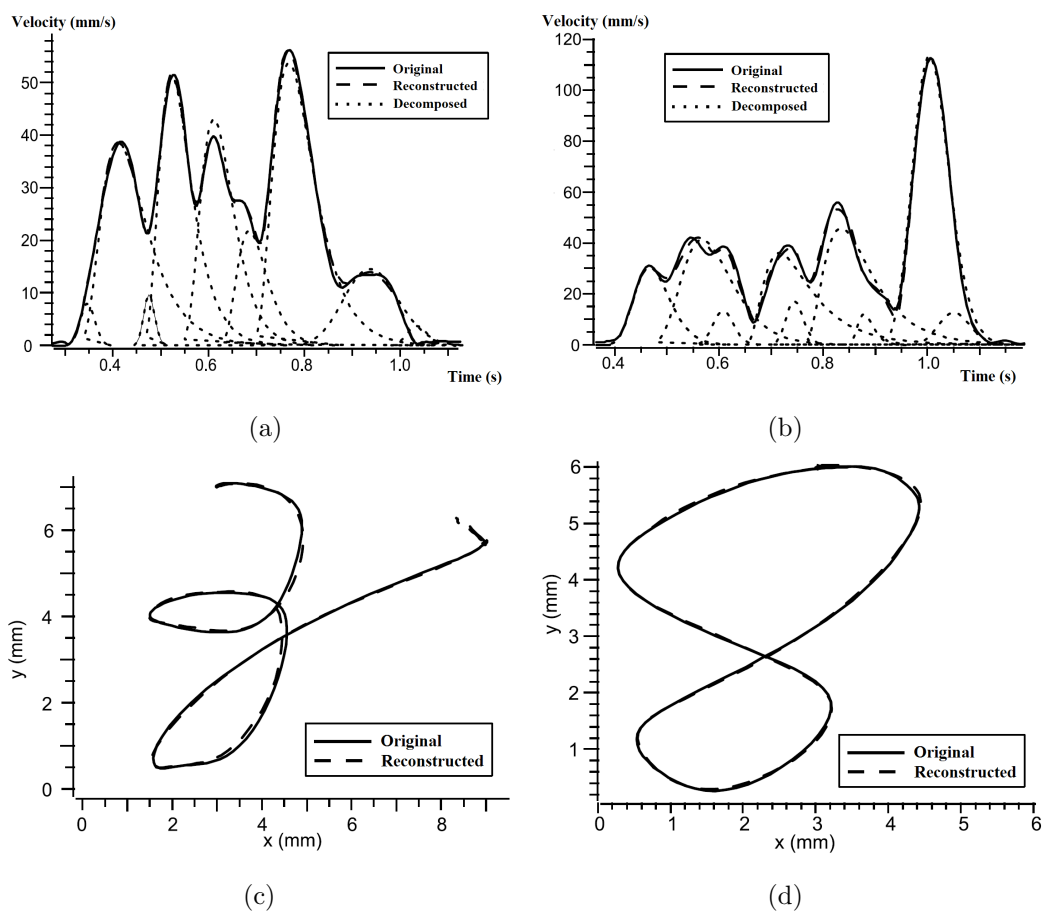 Velocity (mm/s)
50
40
30
20
10
0
0.4
0.6
0.8
1.0
Time (s)
Original
Reconstructed
Decomposed
(a)
Velocity (mm/s)
120
100
80
60
40
20
0
0.4
0.6
0.8
1.0
Time (s)
Original
Reconstructed
Decomposed
(b)
y (mm)
6
4
2
0
0
2
4
6
8
x (mm)
Original
Reconstructed
(c)
y (mm)
6
5
4
3
2
1
0
1
2
3
4
5
6
x (mm)
Original
Reconstructed
(d)